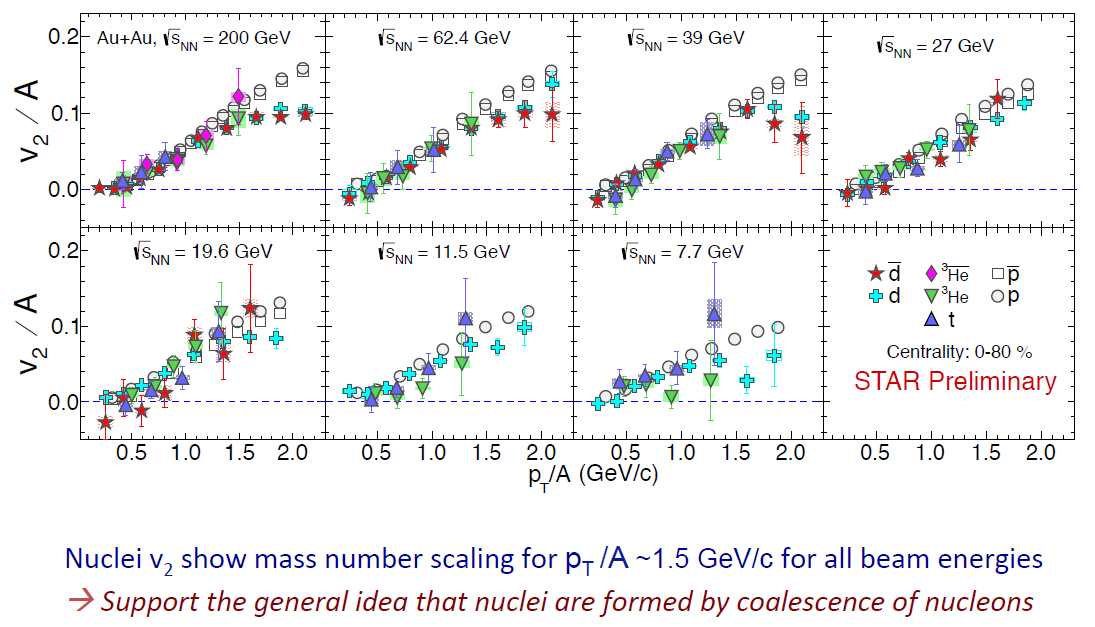 Au+Au, √s_NN = 200 GeV
√s_NN = 62.4 GeV
√s_NN = 39 GeV
√s_NN = 27 GeV
0.2
0.1
0.0
v₂ / A
√s_NN = 19.6 GeV
√s_NN = 11.5 GeV
√s_NN = 7.7 GeV
0.2
0.1
0.0
v₂ / A
d̅ ³H̅e̅ p̅
d ³He p
t
Centrality: 0-80 %
STAR Preliminary
0.5 1.0 1.5 2.0 0.5 1.0 1.5 2.0 0.5 1.0 1.5 2.0 0.5 1.0 1.5 2.0
p_T/A (GeV/c)
Nuclei v₂ show mass number scaling for p_T /A ~1.5 GeV/c for all beam energies
→ Support the general idea that nuclei are formed by coalescence of nucleons